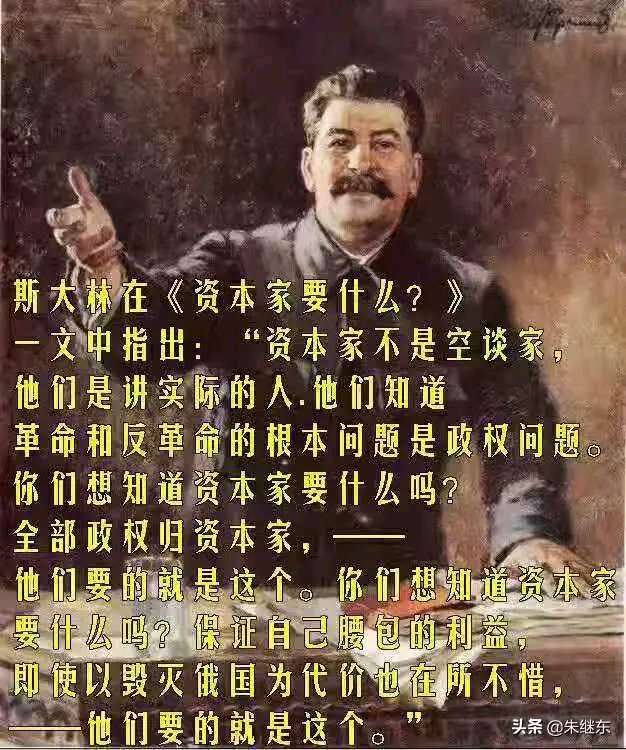 斯大林在《资本家要什么？》
一文中指出：“资本家不是空谈家，
他们是讲实际的人.他们知道
革命和反革命的根本问题是政权问题。
你们想知道资本家要什么吗？
全部政权归资本家，——
他们要的就是这个。你们想知道资本家
要什么吗？保证自己腰包的利益，
即使以毁灭俄国为代价也在所不惜，
——他们要的就是这个。”
头条 @朱继东